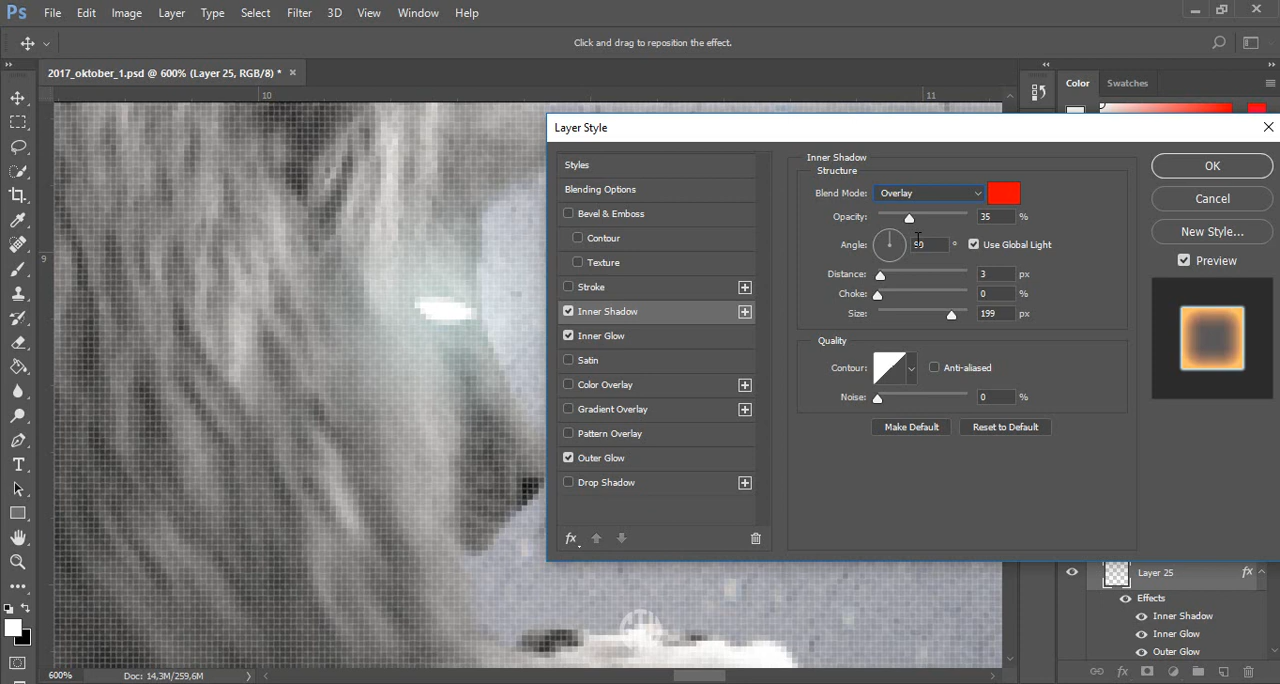 Ps File Edit Image Layer Type Select Filter 3D View Window Help
Click and drag to reposition the effect.
2017_oktober_1.psd @ 600% (Layer 25, RGB/8) * ×
Color Swatches
10 11
9
Layer Style
Styles
Blending Options
Bevel & Emboss
Contour
Texture
Stroke
Inner Shadow
Inner Glow
Satin
Color Overlay
Gradient Overlay
Pattern Overlay
Outer Glow
Drop Shadow
fx
Inner Shadow
Structure
Blend Mode: Overlay
Opacity: 35 %
Angle: 90 ° Use Global Light
Distance: 3 px
Choke: 0 %
Size: 199 px
Quality
Contour: Anti-aliased
Noise: 0 %
Make Default Reset to Default
OK
Cancel
New Style...
Preview
Layer 25 fx
Effects
Inner Shadow
Inner Glow
Outer Glow
fx
600% Doc: 14,3M/259,6M